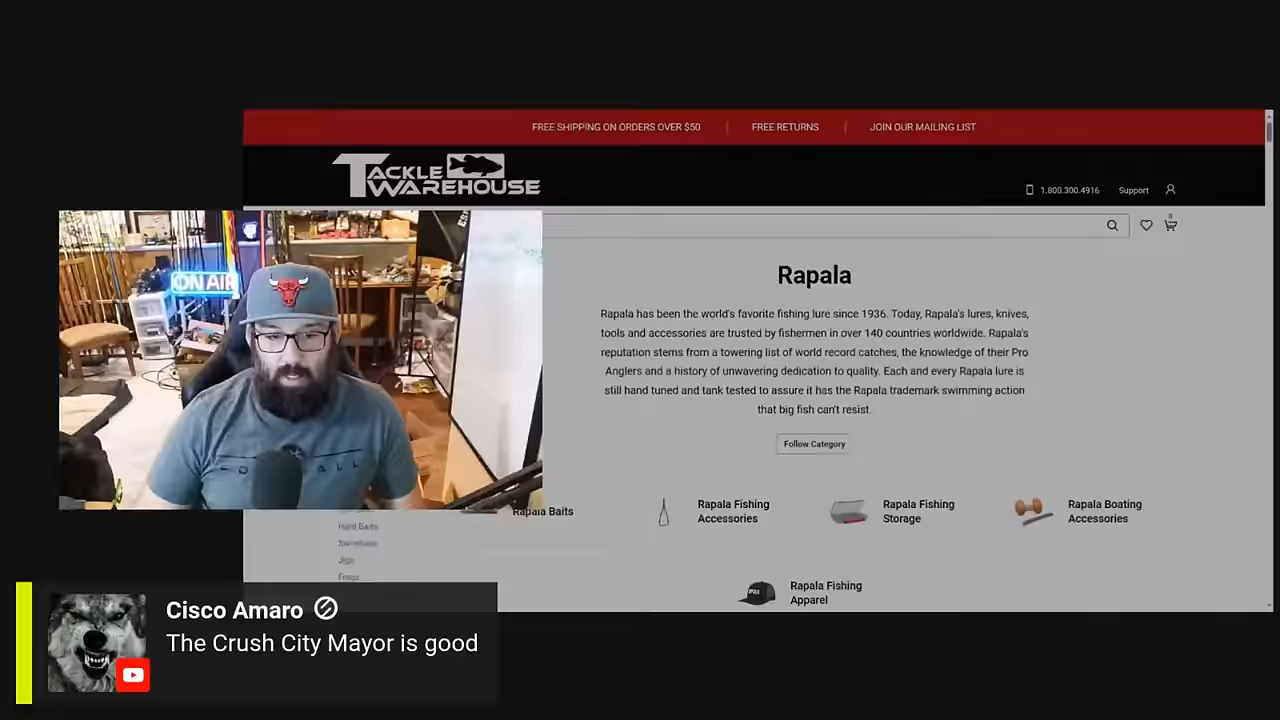 FREE SHIPPING ON ORDERS OVER $50 | FREE RETURNS | JOIN OUR MAILING LIST
TACKLE
WAREHOUSE
1.800.300.4916 Support
0
ON AIR
Rapala
Rapala has been the world's favorite fishing lure since 1936. Today, Rapala's lures, knives,
tools and accessories are trusted by fishermen in over 140 countries worldwide. Rapala's
reputation stems from a towering list of world record catches, the knowledge of their Pro
Anglers and a history of unwavering dedication to quality. Each and every Rapala lure is
still hand tuned and tank tested to assure it has the Rapala trademark swimming action
that big fish can't resist.
Follow Category
Rapala Baits
Rapala Fishing
Accessories
Rapala Fishing
Storage
Rapala Boating
Accessories
Hard Baits
Swimbaits
Jigs
Frogs
Rapala Fishing
Apparel
Cisco Amaro
The Crush City Mayor is good